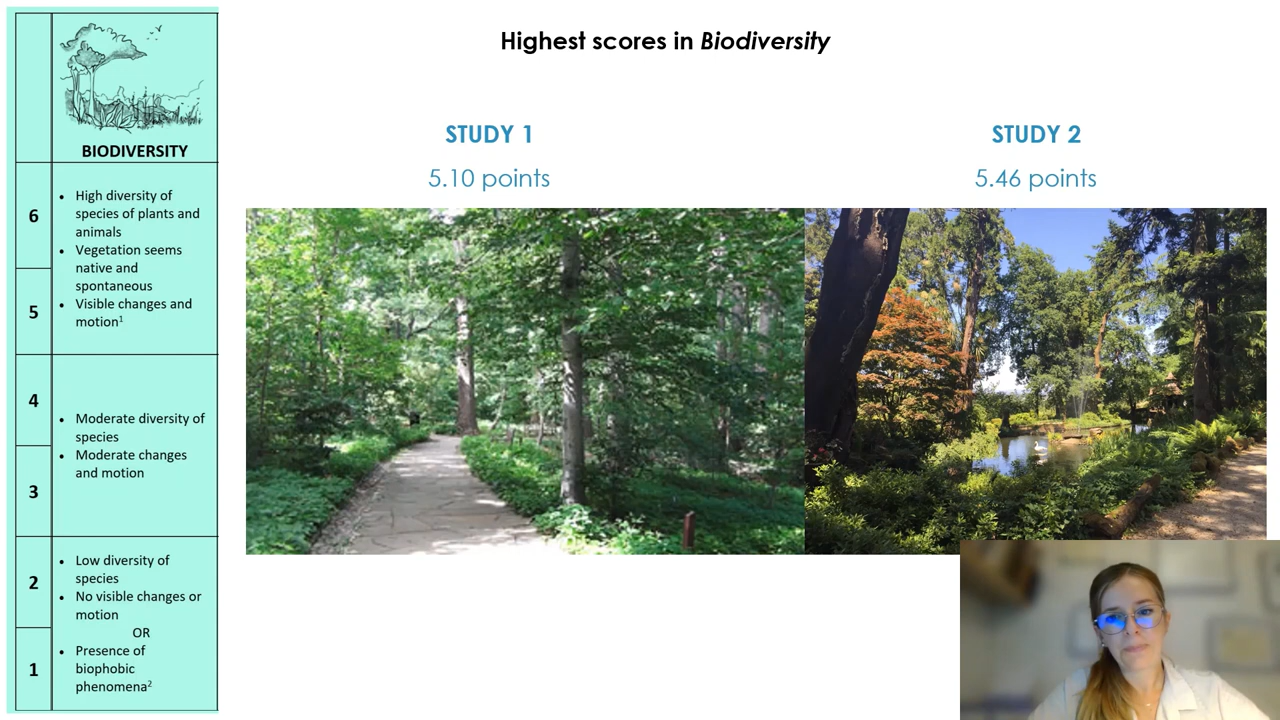 Highest scores in Biodiversity
BIODIVERSITY
6
5
• High diversity of
species of plants and
animals
• Vegetation seems
native and
spontaneous
• Visible changes and
motion¹
4
3
• Moderate diversity of
species
• Moderate changes
and motion
2
1
• Low diversity of
species
• No visible changes or
motion
OR
• Presence of
biophobic
phenomena²
STUDY 1
5.10 points
STUDY 2
5.46 points